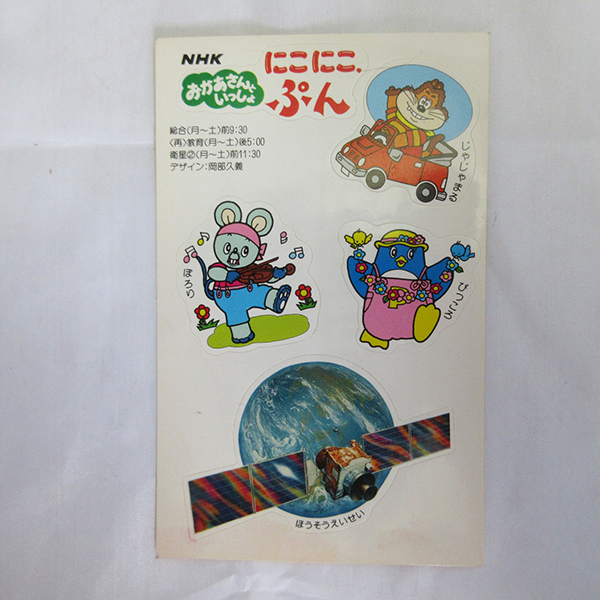 NHK
おかあさんと
いっしょ
にこにこ、
ぷん
総合(月～土)前9:30
〈再〉教育(月～土)後5:00
衛星②(月～土)前11:30
デザイン:岡部久義
じゃじゃまる
ぽろり
ぴっころ
ほうそうえいせい